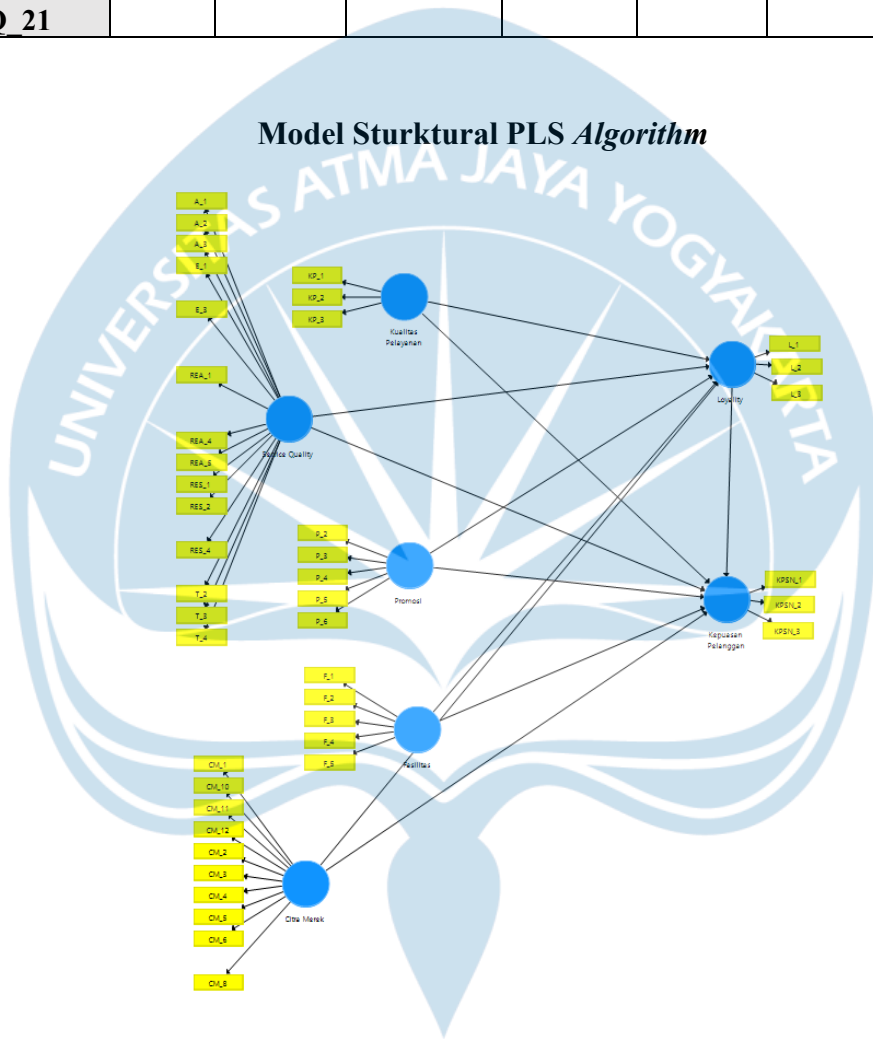 Q_21
Model Sturktural PLS Algorithm
UNIVERSITAS ATMA JAYA YOGYAKARTA
A_1
A_2
A_3
E_1
E_3
REA_1
REA_4
REA_5
RES_1
RES_2
RES_4
T_2
T_3
T_4
Service Quality
KP_1
KP_2
KP_3
Kualitas
Pelayanan
P_2
P_3
P_4
P_5
P_6
Promosi
F_1
F_2
F_3
F_4
F_5
Fasilitas
CM_1
CM_10
CM_11
CM_12
CM_2
CM_3
CM_4
CM_5
CM_6
CM_8
Citra Merek
L_1
L_2
L_3
Loyality
KPSN_1
KPSN_2
KPSN_3
Kepuasan
Pelanggan